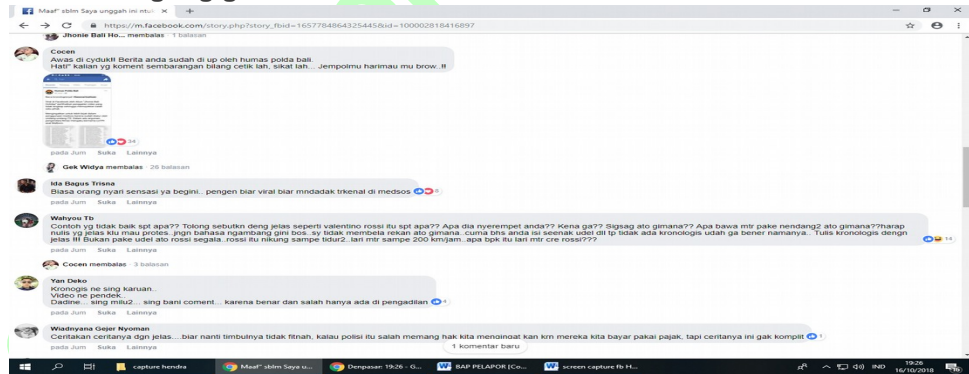 Maaf" sblm Saya unggah ini ntu
https://m.facebook.com/story.php?story_fbid=1657784864325445&id=100002818416897
Jhonie Bali Ho... membalas · 1 balasan
Cocen
Awas di cyduk!! Berita anda sudah di up oleh humas polda bali.
Hati" kalian yg koment sembarangan bilang cetik lah, sikat lah... Jempolmu harimau mu brow..!!
34
pada Jum Suka Lainnya
Gek Widya membalas · 26 balasan
Ida Bagus Trisna
Biasa orang nyari sensasi ya begini.. pengen biar viral biar mndadak trkenal di medsos
pada Jum Suka Lainnya
Wahyou Tb
Contoh yg tidak baik spt apa?? Tolong sebutkn deng jelas seperti valentino rossi itu spt apa?? Apa dia nyerempet anda?? Ga kena?? Sigsag ato gimana?? Apa bawa mtr pake nendang2 ato gimana??harap
nulis yg jelas klu mau protes..jngn bahasa ngambang gini bos..sy tidak membela rekan ato gimana..cuma bhs anda isi seenak udel dll tp tidak ada kronologis udah ga bener namanya.. Tulis kronologis dengn
jelas !!! Bukan pake udel ato rossi segala..rossi itu nikung sampe tidur2..lari mtr sampe 200 km/jam..apa bpk itu lari mtr cre rossi???
14
pada Jum Suka Lainnya
Cocen membalas · 3 balasan
Yan Deko
Kronogis ne sing karuan..
Video ne pendek..
Dadine... sing milu2... sing bani coment... karena benar dan salah hanya ada di pengadilan 4
pada Jum Suka Lainnya
Wiadnyana Gejer Nyoman
Ceritakan ceritanya dgn jelas....biar nanti timbulnya tidak fitnah, kalau polisi itu salah memang hak kita mengingat kan krn mereka kita bayar pakai pajak, tapi ceritanya ini gak komplit 1
pada Jum Suka Lainnya
1 komentar baru
capture hendra
Maaf" sblm Saya u...
Denpasar: 19:26 - G...
BAP PELAPOR [Co...
screen capture fb H...
IND
19:26
16/10/2018